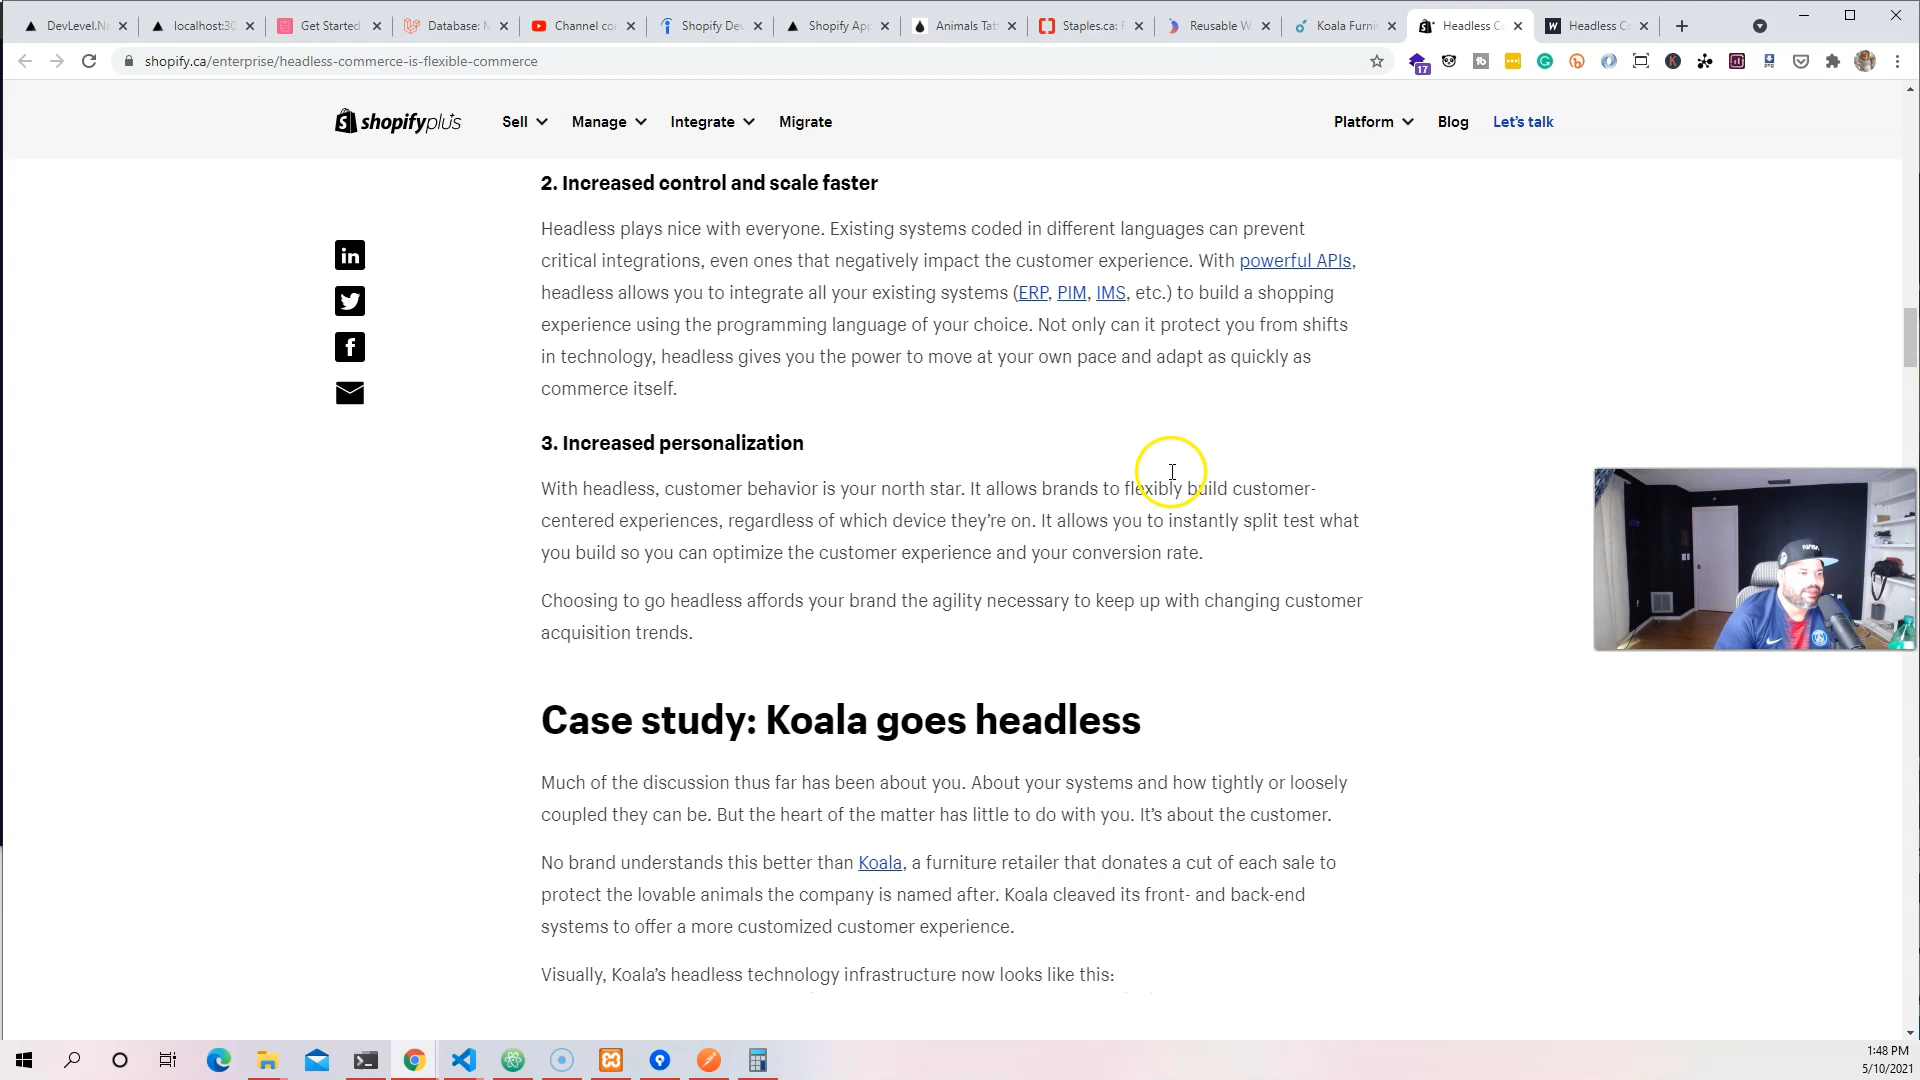 DevLevel.Ne
localhost:30
Get Started
Database: M
Channel co
Shopify Dev
Shopify App
Animals Tatt
Staples.ca: F
Reusable W
Koala Furni
Headless Co
Headless C
shopify.ca/enterprise/headless-commerce-is-flexible-commerce
17
shopifyplus
Sell
Manage
Integrate
Migrate
Platform
Blog
Let's talk
2. Increased control and scale faster
Headless plays nice with everyone. Existing systems coded in different languages can prevent
critical integrations, even ones that negatively impact the customer experience. With powerful APIs,
headless allows you to integrate all your existing systems (ERP, PIM, IMS, etc.) to build a shopping
experience using the programming language of your choice. Not only can it protect you from shifts
in technology, headless gives you the power to move at your own pace and adapt as quickly as
commerce itself.
3. Increased personalization
With headless, customer behavior is your north star. It allows brands to flexibly build customer-
centered experiences, regardless of which device they're on. It allows you to instantly split test what
you build so you can optimize the customer experience and your conversion rate.
Choosing to go headless affords your brand the agility necessary to keep up with changing customer
acquisition trends.
Case study: Koala goes headless
Much of the discussion thus far has been about you. About your systems and how tightly or loosely
coupled they can be. But the heart of the matter has little to do with you. It's about the customer.
No brand understands this better than Koala, a furniture retailer that donates a cut of each sale to
protect the lovable animals the company is named after. Koala cleaved its front- and back-end
systems to offer a more customized customer experience.
Visually, Koala's headless technology infrastructure now looks like this:
NASA
1:48 PM
5/10/2021